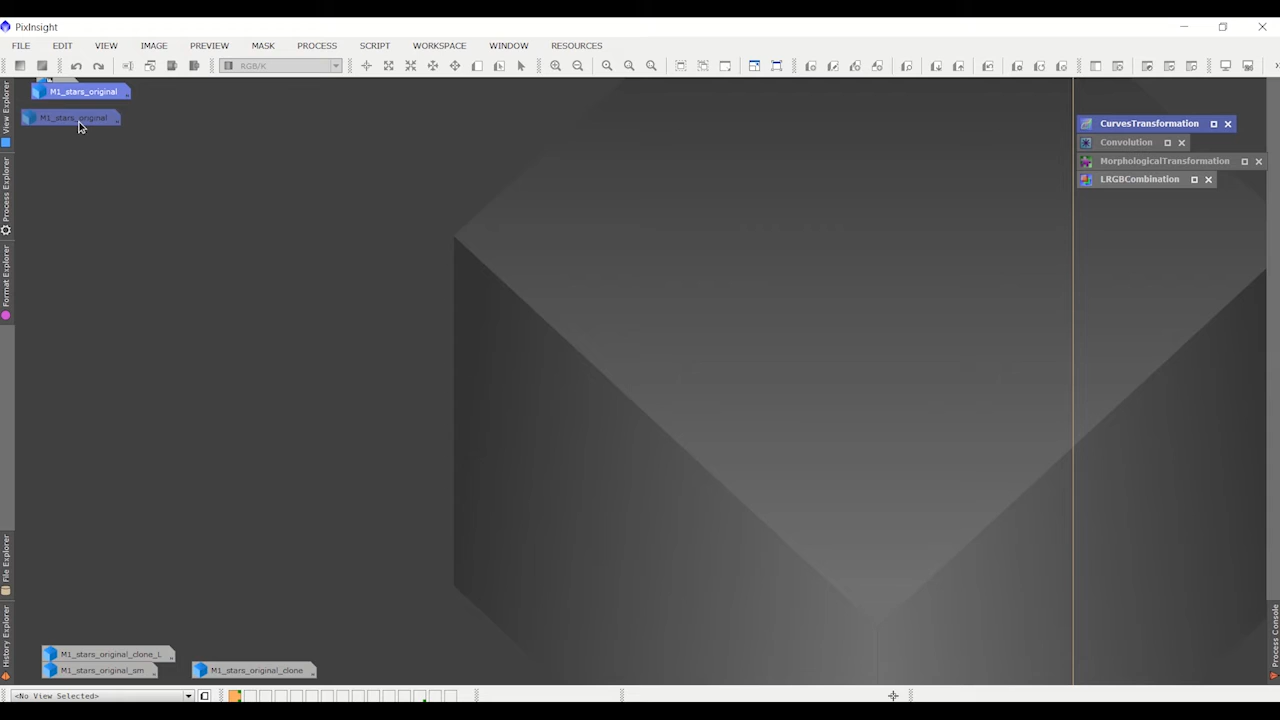 PixInsight
FILE EDIT VIEW IMAGE PREVIEW MASK PROCESS SCRIPT WORKSPACE WINDOW RESOURCES
RGB/K
M1_stars_original
M1_stars_original
CurvesTransformation
Convolution
MorphologicalTransformation
LRGBCombination
View Explorer
Process Explorer
Format Explorer
File Explorer
History Explorer
Process Console
M1_stars_original_clone_L
M1_stars_original_sm
M1_stars_original_clone
<No View Selected>